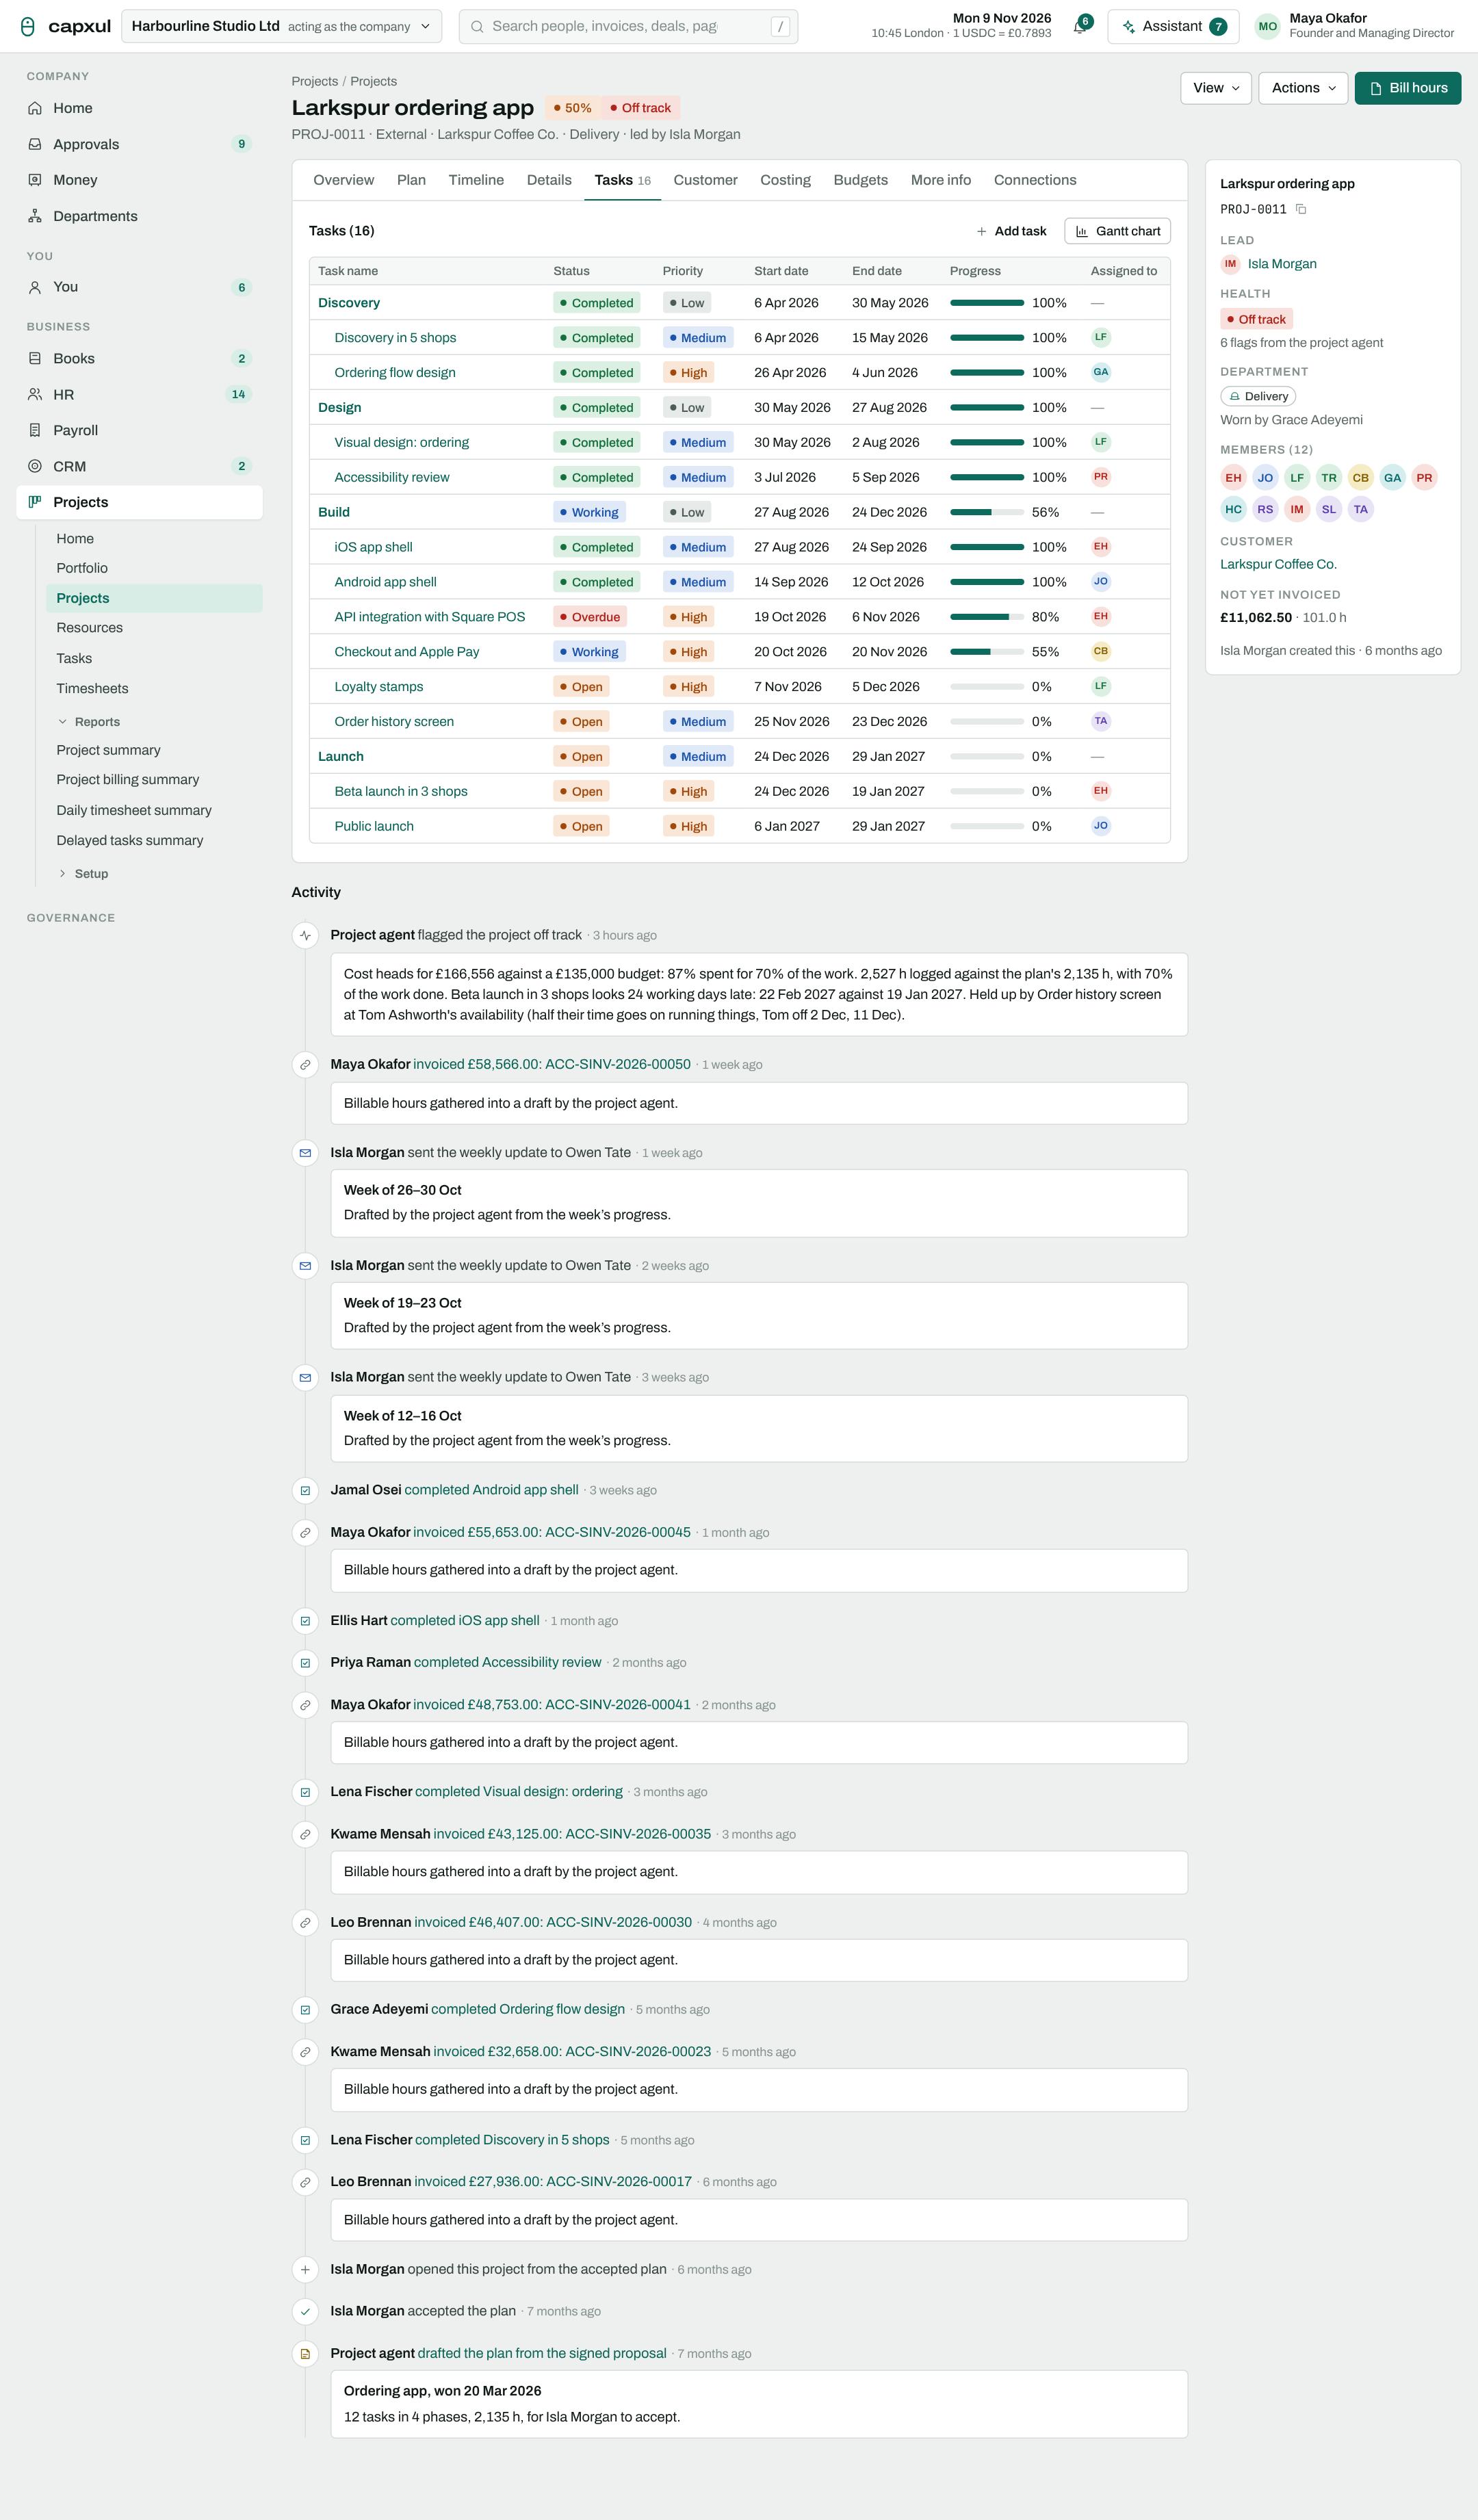 capxul
Harbourline Studio Ltd acting as the company
Search people, invoices, deals, pag
/
Mon 9 Nov 2026
10:45 London · 1 USDC = £0.7893
6
Assistant 7
MO
Maya Okafor
Founder and Managing Director
COMPANY
Home
Approvals 9
Money
Departments
YOU
You 6
BUSINESS
Books 2
HR 14
Payroll
CRM 2
Projects
Home
Portfolio
Projects
Resources
Tasks
Timesheets
Reports
Project summary
Project billing summary
Daily timesheet summary
Delayed tasks summary
Setup
GOVERNANCE
Projects / Projects
Larkspur ordering app 50% Off track
PROJ-0011 · External · Larkspur Coffee Co. · Delivery · led by Isla Morgan
View
Actions
Bill hours
Overview Plan Timeline Details Tasks 16 Customer Costing Budgets More info Connections
Tasks (16)
Add task
Gantt chart
Task name Status Priority Start date End date Progress Assigned to
Discovery Completed Low 6 Apr 2026 30 May 2026 100% —
Discovery in 5 shops Completed Medium 6 Apr 2026 15 May 2026 100% LF
Ordering flow design Completed High 26 Apr 2026 4 Jun 2026 100% GA
Design Completed Low 30 May 2026 27 Aug 2026 100% —
Visual design: ordering Completed Medium 30 May 2026 2 Aug 2026 100% LF
Accessibility review Completed Medium 3 Jul 2026 5 Sep 2026 100% PR
Build Working Low 27 Aug 2026 24 Dec 2026 56% —
iOS app shell Completed Medium 27 Aug 2026 24 Sep 2026 100% EH
Android app shell Completed Medium 14 Sep 2026 12 Oct 2026 100% JO
API integration with Square POS Overdue High 19 Oct 2026 6 Nov 2026 80% EH
Checkout and Apple Pay Working High 20 Oct 2026 20 Nov 2026 55% CB
Loyalty stamps Open High 7 Nov 2026 5 Dec 2026 0% LF
Order history screen Open Medium 25 Nov 2026 23 Dec 2026 0% TA
Launch Open Medium 24 Dec 2026 29 Jan 2027 0% —
Beta launch in 3 shops Open High 24 Dec 2026 19 Jan 2027 0% EH
Public launch Open High 6 Jan 2027 29 Jan 2027 0% JO
Larkspur ordering app
PROJ-0011
LEAD
IM Isla Morgan
HEALTH
Off track
6 flags from the project agent
DEPARTMENT
Delivery
Worn by Grace Adeyemi
MEMBERS (12)
EH JO LF TR CB GA PR
HC RS IM SL TA
CUSTOMER
Larkspur Coffee Co.
NOT YET INVOICED
£11,062.50 · 101.0 h
Isla Morgan created this · 6 months ago
Activity
Project agent flagged the project off track · 3 hours ago
Cost heads for £166,556 against a £135,000 budget: 87% spent for 70% of the work. 2,527 h logged against the plan's 2,135 h, with 70%
of the work done. Beta launch in 3 shops looks 24 working days late: 22 Feb 2027 against 19 Jan 2027. Held up by Order history screen
at Tom Ashworth's availability (half their time goes on running things, Tom off 2 Dec, 11 Dec).
Maya Okafor invoiced £58,566.00: ACC-SINV-2026-00050 · 1 week ago
Billable hours gathered into a draft by the project agent.
Isla Morgan sent the weekly update to Owen Tate · 1 week ago
Week of 26–30 Oct
Drafted by the project agent from the week’s progress.
Isla Morgan sent the weekly update to Owen Tate · 2 weeks ago
Week of 19–23 Oct
Drafted by the project agent from the week’s progress.
Isla Morgan sent the weekly update to Owen Tate · 3 weeks ago
Week of 12–16 Oct
Drafted by the project agent from the week’s progress.
Jamal Osei completed Android app shell · 3 weeks ago
Maya Okafor invoiced £55,653.00: ACC-SINV-2026-00045 · 1 month ago
Billable hours gathered into a draft by the project agent.
Ellis Hart completed iOS app shell · 1 month ago
Priya Raman completed Accessibility review · 2 months ago
Maya Okafor invoiced £48,753.00: ACC-SINV-2026-00041 · 2 months ago
Billable hours gathered into a draft by the project agent.
Lena Fischer completed Visual design: ordering · 3 months ago
Kwame Mensah invoiced £43,125.00: ACC-SINV-2026-00035 · 3 months ago
Billable hours gathered into a draft by the project agent.
Leo Brennan invoiced £46,407.00: ACC-SINV-2026-00030 · 4 months ago
Billable hours gathered into a draft by the project agent.
Grace Adeyemi completed Ordering flow design · 5 months ago
Kwame Mensah invoiced £32,658.00: ACC-SINV-2026-00023 · 5 months ago
Billable hours gathered into a draft by the project agent.
Lena Fischer completed Discovery in 5 shops · 5 months ago
Leo Brennan invoiced £27,936.00: ACC-SINV-2026-00017 · 6 months ago
Billable hours gathered into a draft by the project agent.
Isla Morgan opened this project from the accepted plan · 6 months ago
Isla Morgan accepted the plan · 7 months ago
Project agent drafted the plan from the signed proposal · 7 months ago
Ordering app, won 20 Mar 2026
12 tasks in 4 phases, 2,135 h, for Isla Morgan to accept.